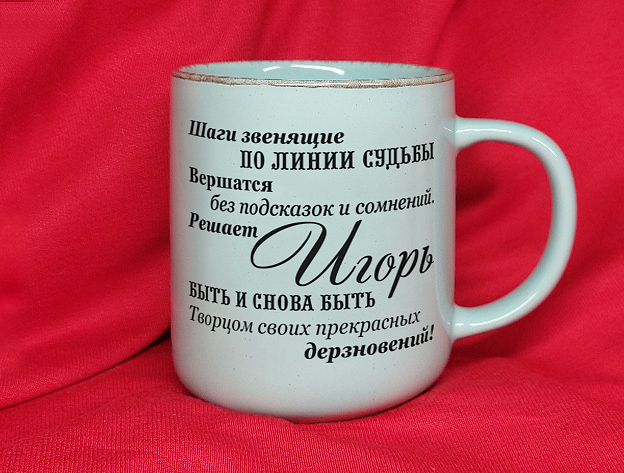 Шаги звенящие
ПО ЛИНИИ СУДЬБЫ
Вершатся
без подсказок и сомнений.
Решает
Игорь
БЫТЬ И СНОВА БЫТЬ
Творцом своих прекрасных
дерзновений!